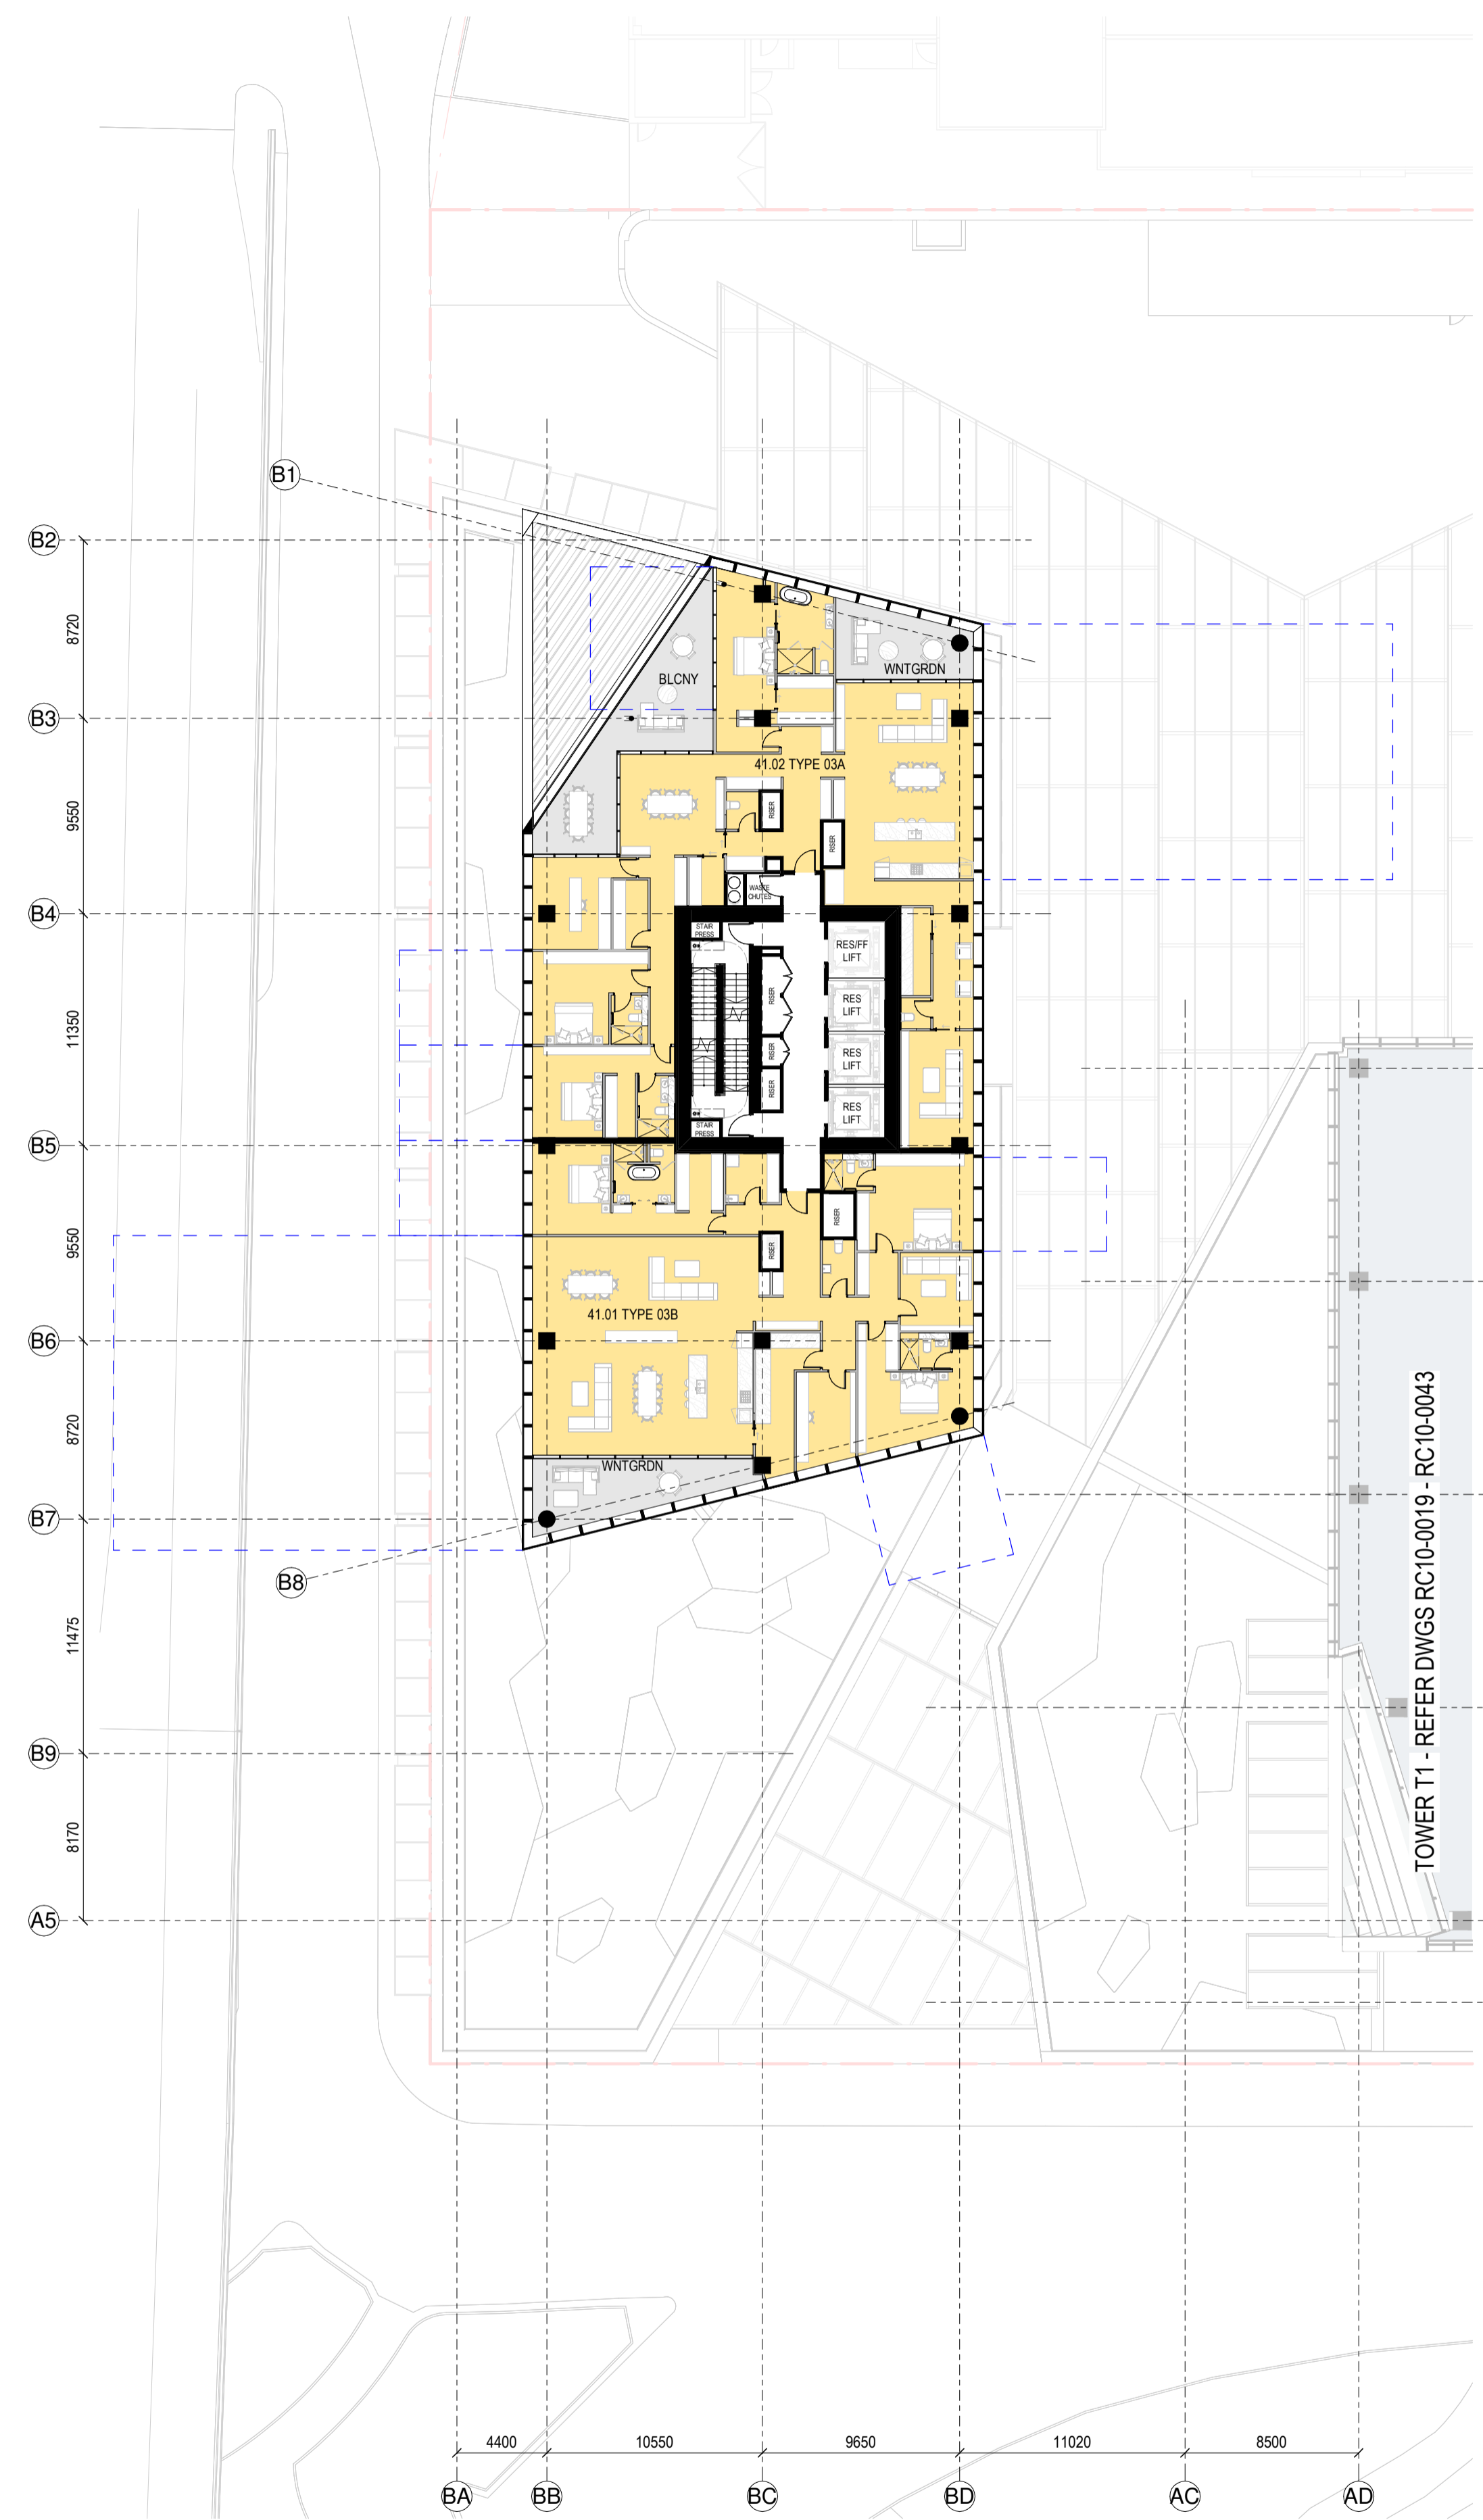 B1
B2
8720
WNTGRDN
BLCNY
B3
41.02 TYPE 03A
9550
RISER
RISER
WASTE
CHUTES
B4
STAIR
PRESS
RES/FF
LIFT
RISER
RES
LIFT
11350
RISER
RES
LIFT
RISER
RES
LIFT
STAIR
PRESS
B5
RISER
9550
RISER
41.01 TYPE 03B
B6
8720
WNTGRDN
B7
B8
11475
TOWER T1 - REFER DWGS RC10-0019 - RC10-0043
B9
8170
A5
4400
10550
9650
11020
8500
BA
BB
BC
BD
AC
AD